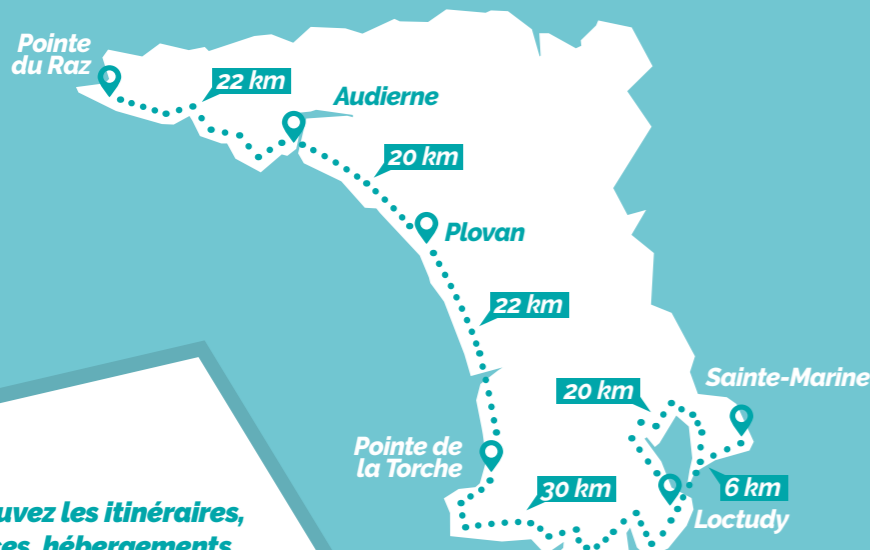 Pointe
du Raz
22 km
Audierne
20 km
Plovan
22 km
Sainte-Marine
20 km
Pointe de
la Torche
30 km
6 km
Loctudy
les itinéraires,
hébergements